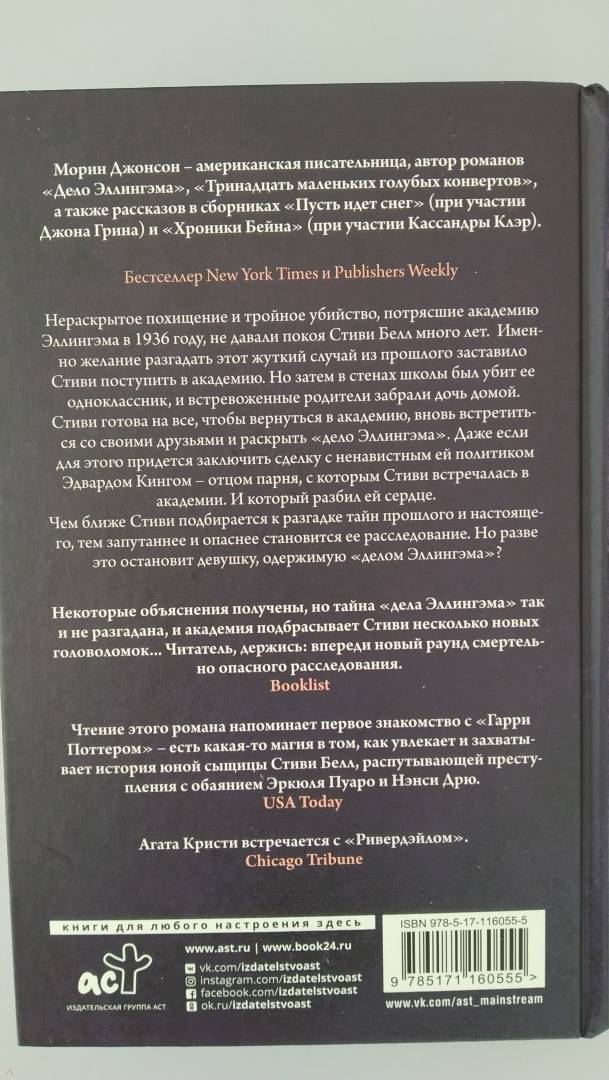 Морин Джонсон – американская писательница, автор романов
«Дело Эллингэма», «Тринадцать маленьких голубых конвертов»,
а также рассказов в сборниках «Пусть идет снег» (при участии
Джона Грина) и «Хроники Бейна» (при участии Кассандры Клэр).
Бестселлер New York Times и Publishers Weekly
Нераскрытое похищение и тройное убийство, потрясшие академию
Эллингэма в 1936 году, не давали покоя Стиви Белл много лет. Имен-
но желание разгадать этот жуткий случай из прошлого заставило
Стиви поступить в академию. Но затем в стенах школы был убит ее
одноклассник, и встревоженные родители забрали дочь домой.
Стиви готова на все, чтобы вернуться в академию, вновь встретить-
ся со своими друзьями и раскрыть «дело Эллингэма». Даже если
для этого придется заключить сделку с ненавистным ей политиком
Эдвардом Кингом – отцом парня, с которым Стиви встречалась в
академии. И который разбил ей сердце.
Чем ближе Стиви подбирается к разгадке тайн прошлого и настояще-
го, тем запутаннее и опаснее становится ее расследование. Но разве
это остановит девушку, одержимую «делом Эллингэма»?
Некоторые объяснения получены, но тайна «дела Эллингэма» так
и не разгадана, и академия подбрасывает Стиви несколько новых
головоломок... Читатель, держись: впереди новый раунд смертель-
но опасного расследования.
Booklist
Чтение этого романа напоминает первое знакомство с «Гарри
Поттером» – есть какая-то магия в том, как увлекает и захваты-
вает история юной сыщицы Стиви Белл, распутывающей престу-
пления с обаянием Эркюля Пуаро и Нэнси Дрю.
USA Today
Агата Кристи встречается с «Ривердэйлом».
Chicago Tribune
книги для любого настроения здесь
аст
ИЗДАТЕЛЬСКАЯ ГРУППА АСТ
www.ast.ru | www.book24.ru
vk.com/izdatelstvoast
instagram.com/izdatelstvoast
facebook.com/izdatelstvoast
ok.ru/izdatelstvoast
ISBN 978-5-17-116055-5
9 785171 160555 >
www.vk.com/ast_mainstream